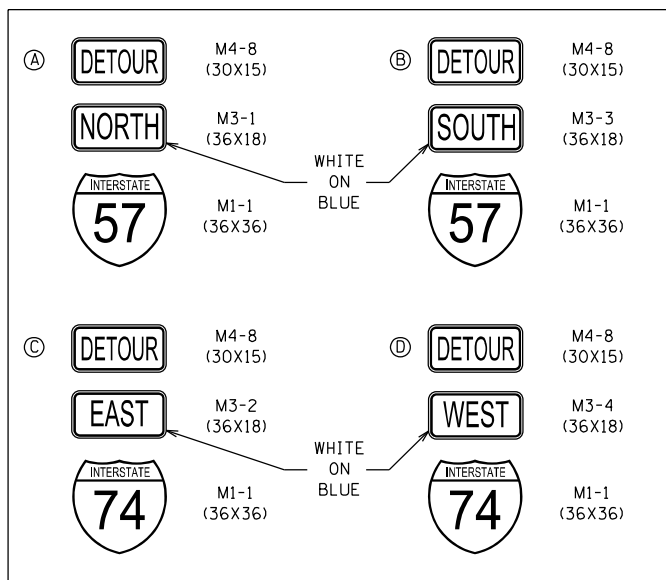 Ⓐ DETOUR M4-8
(30X15)
NORTH M3-1
(36X18)
INTERSTATE
57 M1-1
(36X36)
Ⓑ DETOUR M4-8
(30X15)
SOUTH M3-3
(36X18)
INTERSTATE
57 M1-1
(36X36)
WHITE
ON
BLUE
Ⓒ DETOUR M4-8
(30X15)
EAST M3-2
(36X18)
INTERSTATE
74 M1-1
(36X36)
Ⓓ DETOUR M4-8
(30X15)
WEST M3-4
(36X18)
INTERSTATE
74 M1-1
(36X36)
WHITE
ON
BLUE